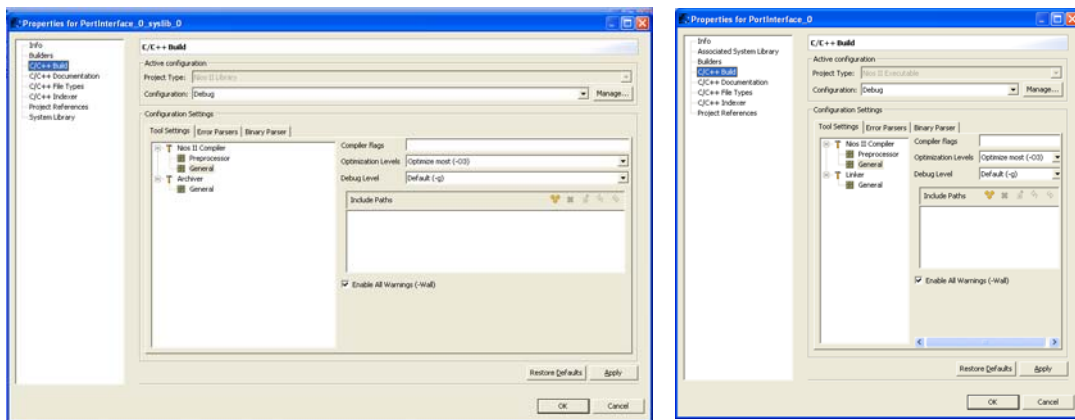 Properties for PortInterface_0_syslib_0
Info
Builders
C/C++ Build
C/C++ Documentation
C/C++ File Types
C/C++ Indexer
Project References
System Library
C/C++ Build
Active configuration
Project Type: Nios II Library
Configuration: Debug
Manage...
Configuration Settings
Tool Settings Error Parsers Binary Parser
Nios II Compiler
Preprocessor
General
Archiver
General
Compiler flags
Optimization Levels Optimize most (-O3)
Debug Level Default (-g)
Include Paths
Enable All Warnings (-Wall)
Restore Defaults Apply
OK Cancel
Properties for PortInterface_0
Info
Associated System Library
Builders
C/C++ Build
C/C++ Documentation
C/C++ File Types
C/C++ Indexer
Project References
C/C++ Build
Active configuration
Project Type: Nios II Executable
Configuration: Debug
Manage...
Configuration Settings
Tool Settings Error Parsers Binary Parser
Nios II Compiler
Preprocessor
General
Linker
General
Compiler flags
Optimization Levels Optimize most (-O3)
Debug Level Default (-g)
Include Paths
Enable All Warnings (-Wall)
Restore Defaults Apply
OK Cancel